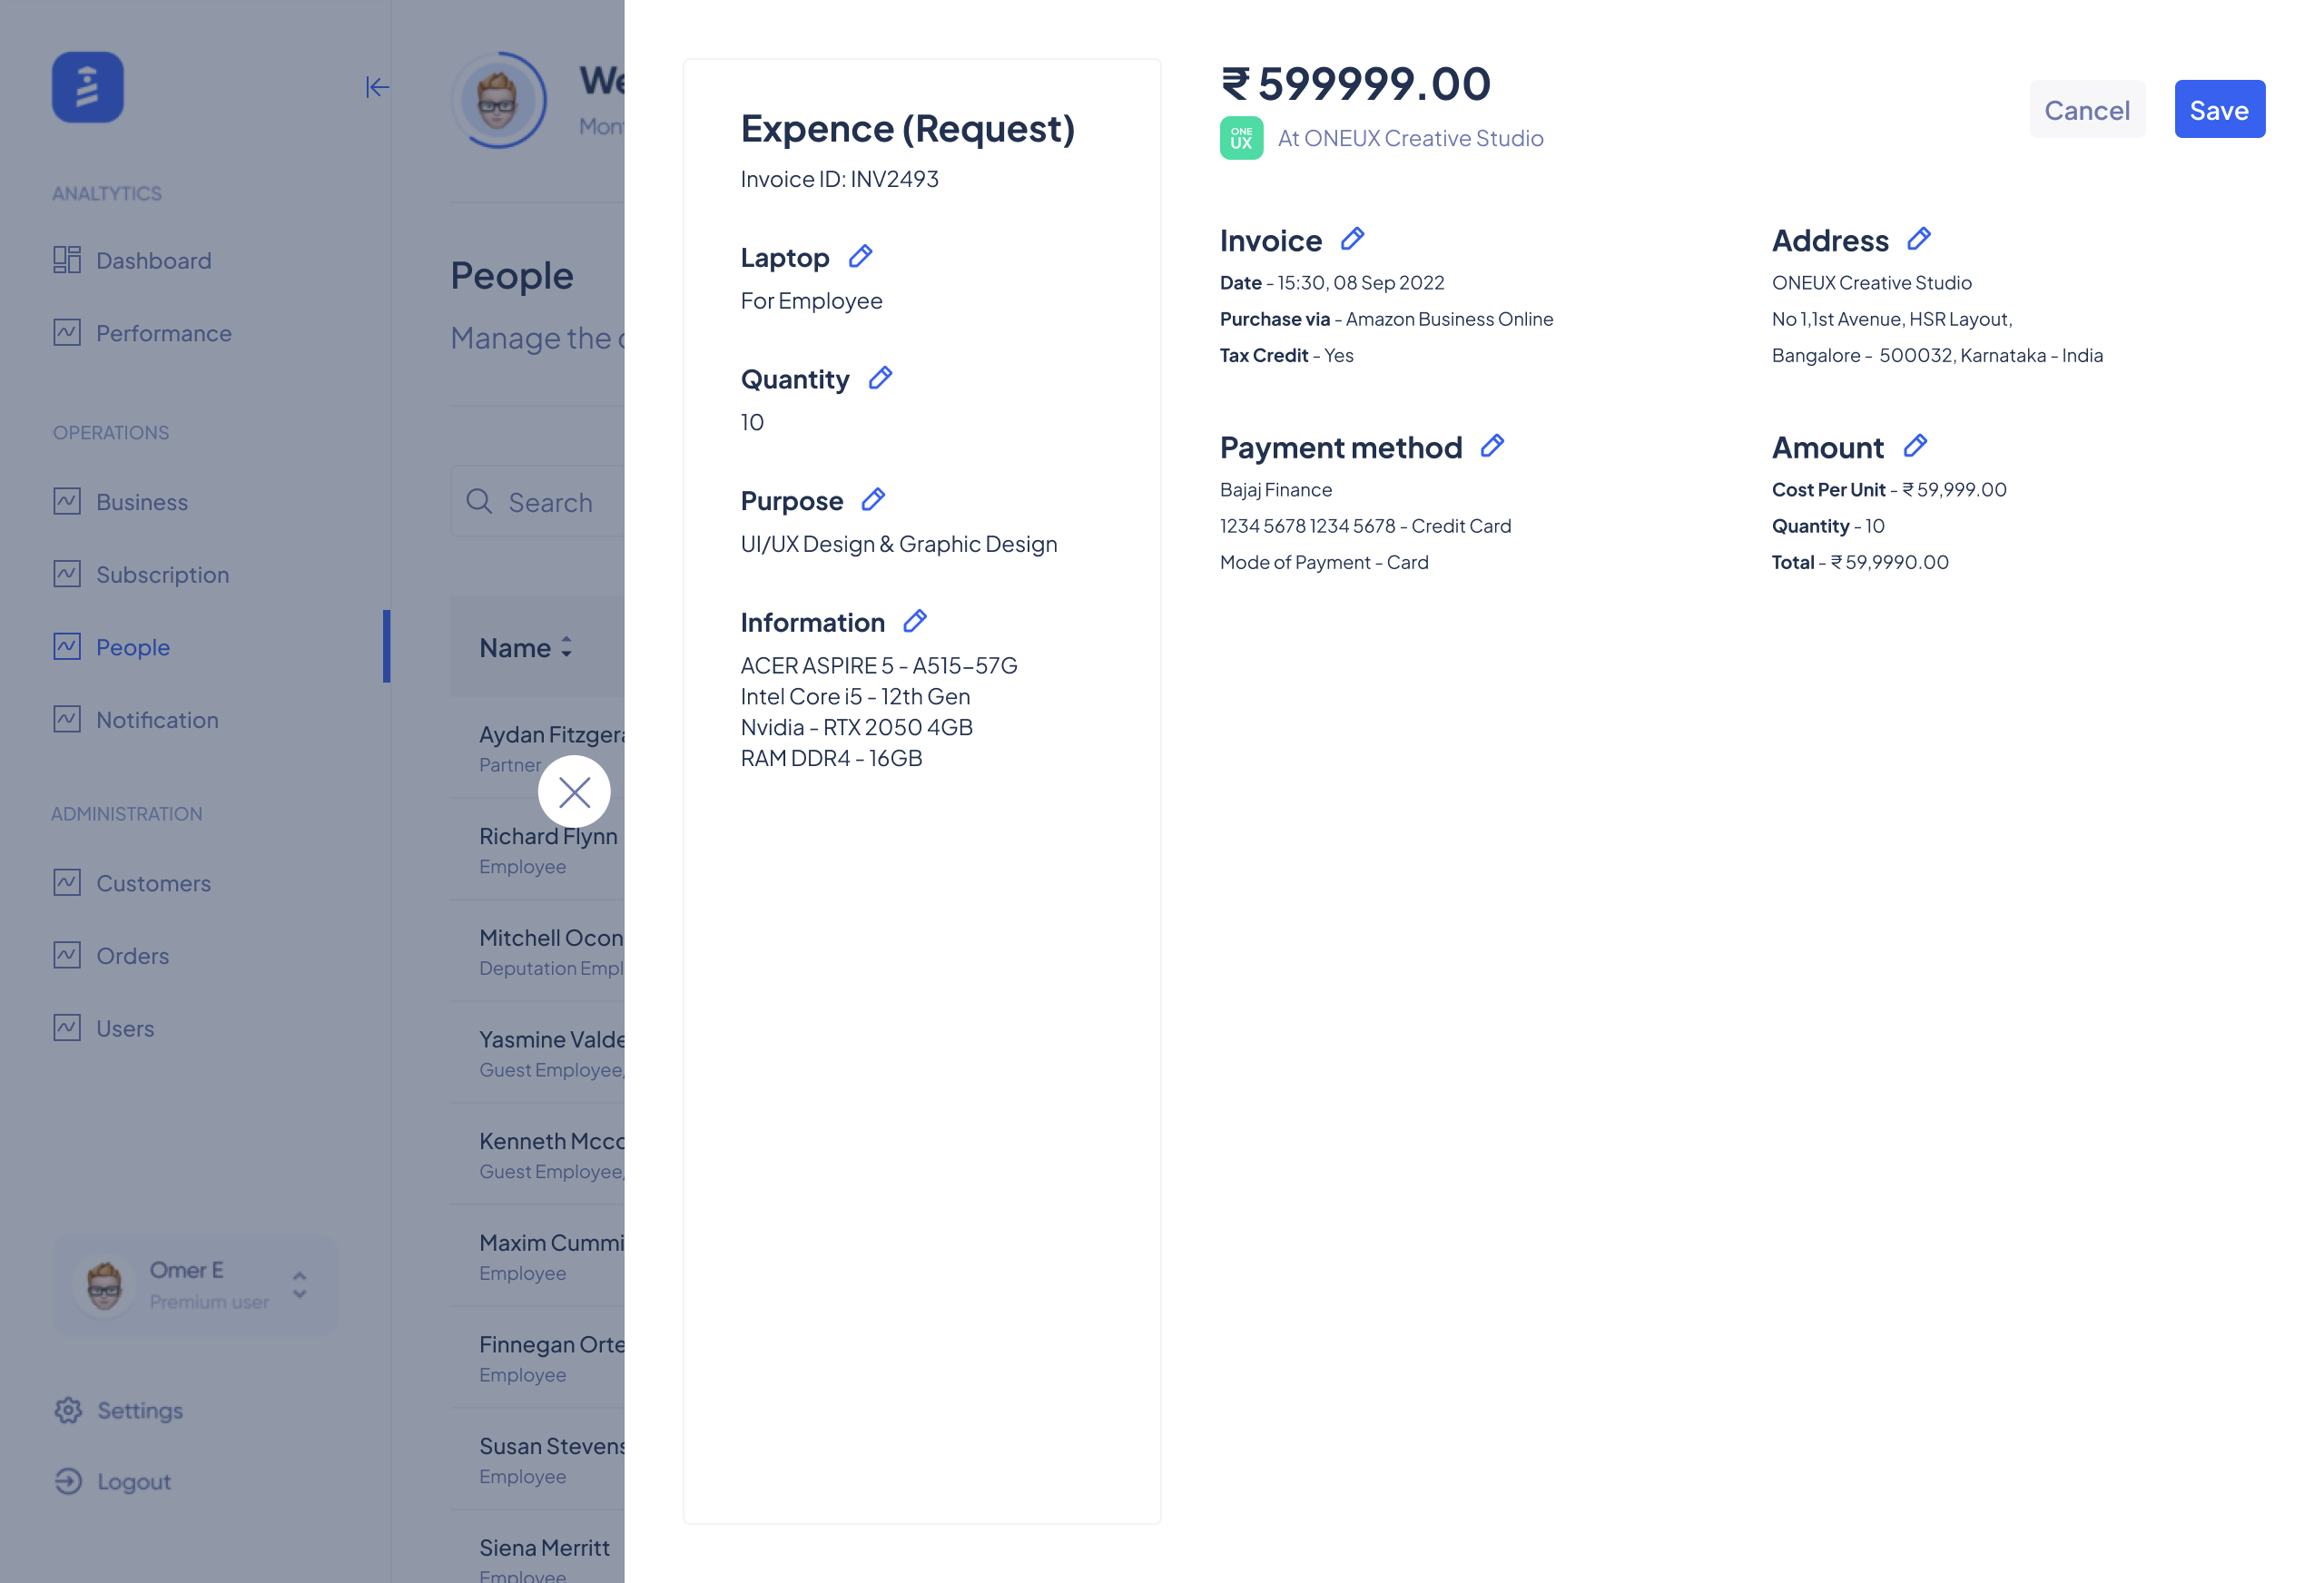 We
Mon
ANALTYTICS
Dashboard
Performance
OPERATIONS
Business
Subscription
People
Notification
ADMINISTRATION
Customers
Orders
Users
Omer E
Premium user
Settings
Logout
People
Manage the
Search
Name
Aydan Fitzgera
Partner
Richard Flynn
Employee
Mitchell Ocon
Deputation Empl
Yasmine Valde
Guest Employee,
Kenneth Mcco
Guest Employee,
Maxim Cummi
Employee
Finnegan Orte
Employee
Susan Stevens
Employee
Siena Merritt
Employee
Expence (Request)
Invoice ID: INV2493
Laptop
For Employee
Quantity
10
Purpose
UI/UX Design & Graphic Design
Information
ACER ASPIRE 5 - A515–57G
Intel Core i5 - 12th Gen
Nvidia - RTX 2050 4GB
RAM DDR4 - 16GB
₹ 599999.00
ONE
UX
At ONEUX Creative Studio
Cancel
Save
Invoice
Date - 15:30, 08 Sep 2022
Purchase via - Amazon Business Online
Tax Credit - Yes
Address
ONEUX Creative Studio
No 1,1st Avenue, HSR Layout,
Bangalore - 500032, Karnataka - India
Payment method
Bajaj Finance
1234 5678 1234 5678 - Credit Card
Mode of Payment - Card
Amount
Cost Per Unit - ₹ 59,999.00
Quantity - 10
Total - ₹ 59,9990.00